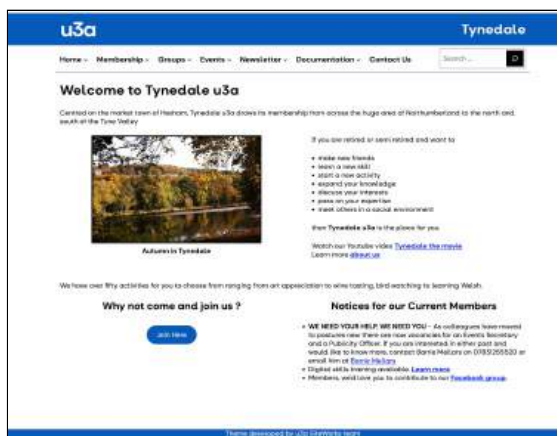 u3a
Tynedale
Home Membership Groups Events Newsletter Documentation Contact Us
Search ...
Welcome to Tynedale u3a
Centred on the market town of Hexham, Tynedale u3a draws its membership from across the huge area of Northumberland to the north and
south of the Tyne Valley
If you are retired or semi retired and want to
• make new friends
• learn a new skill
• start a new activity
• expand your knowledge
• discuss your interests
• pass on your expertise
• meet others in a social environment
then Tynedale u3a is the place for you
Autumn in Tynedale
Watch our Youtube video Tynedale the movie
Learn more about us
We have over fifty activities for you to choose from ranging from art appreciation to wine tasting, bird watching to learning Welsh.
Why not come and join us ?
Join Here
Notices for our Current Members
• WE NEED YOUR HELP, WE NEED YOU - As colleagues have moved
to pastures new there are now vacancies for an Events Secretary
and a Publicity Officer. If you are interested in either post and
would like to know more, contact Barrie Mellars on or
email him at Barrie Mellars
• Digital skills training available. Learn more
• Members, we'd love you to contribute to our Facebook group.
Theme developed by u3a SiteWorks team